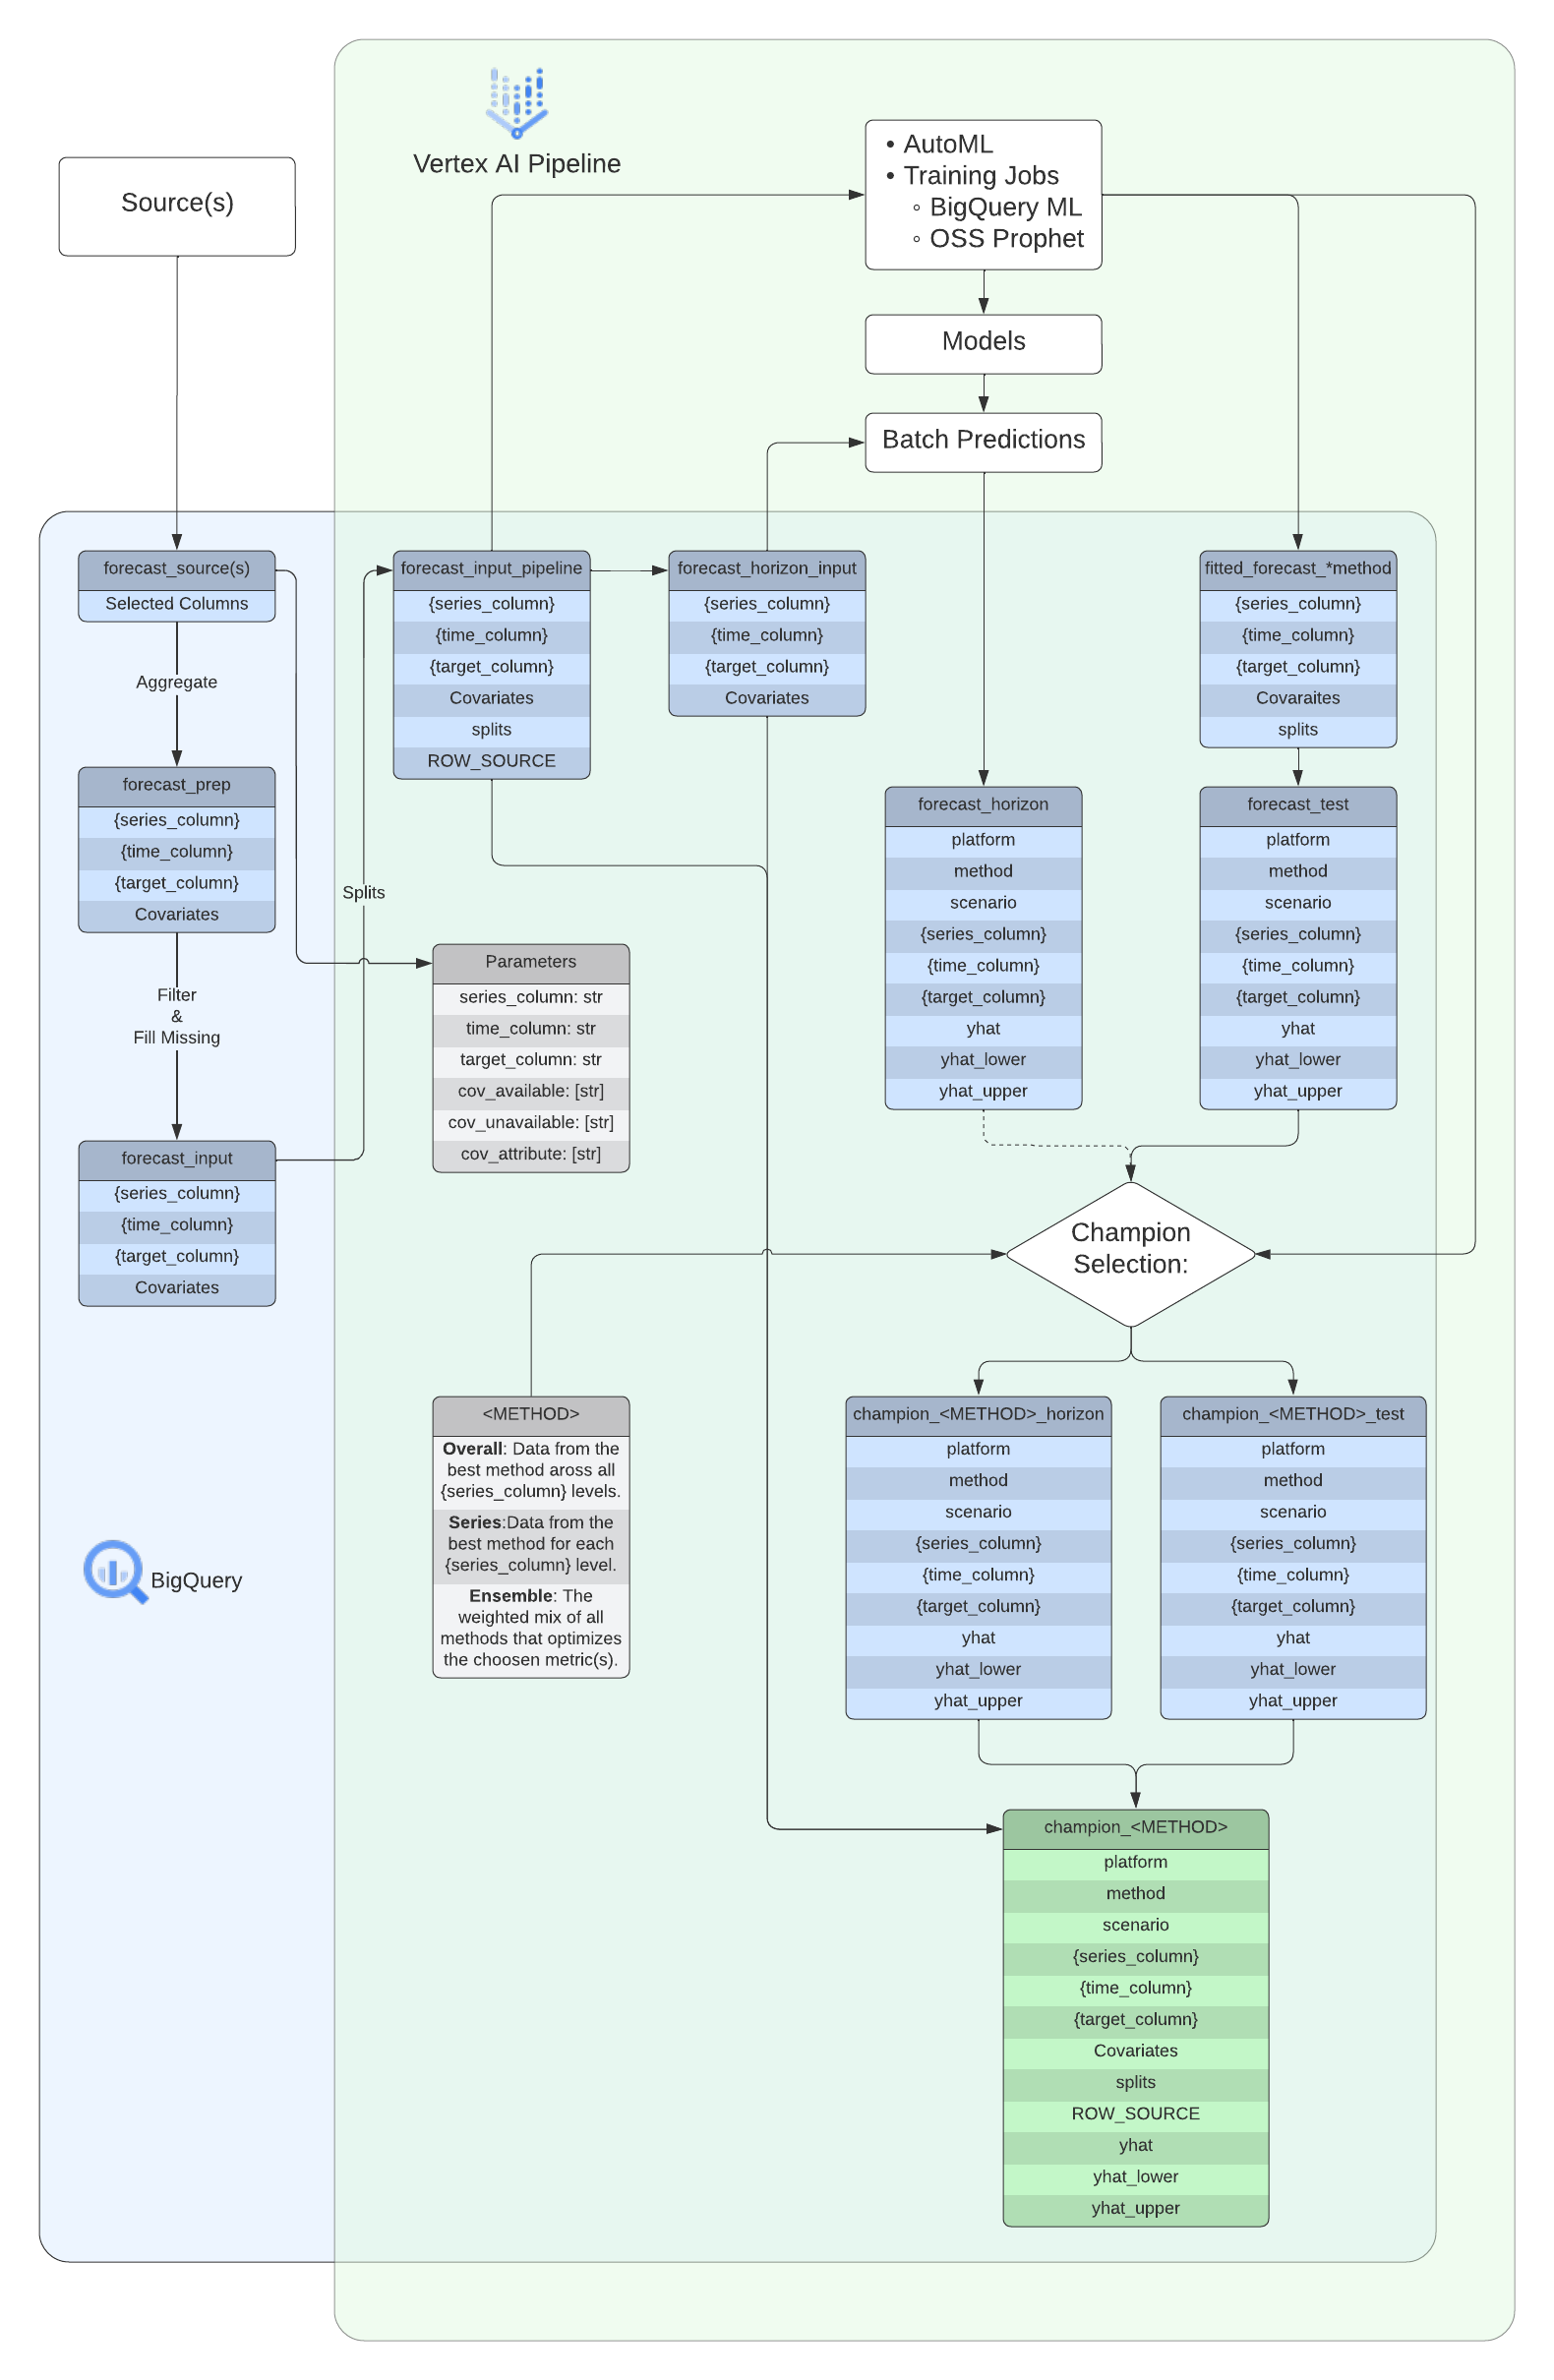 Vertex AI Pipeline
Source(s)
• AutoML
• Training Jobs
◦ BigQuery ML
◦ OSS Prophet
Models
Batch Predictions
forecast_source(s)
Selected Columns
Aggregate
forecast_prep
{series_column}
{time_column}
{target_column}
Covariates
Filter
&
Fill Missing
forecast_input
{series_column}
{time_column}
{target_column}
Covariates
BigQuery
Splits
forecast_input_pipeline
{series_column}
{time_column}
{target_column}
Covariates
splits
ROW_SOURCE
forecast_horizon_input
{series_column}
{time_column}
{target_column}
Covariates
fitted_forecast_*method
{series_column}
{time_column}
{target_column}
Covaraites
splits
forecast_horizon
platform
method
scenario
{series_column}
{time_column}
{target_column}
yhat
yhat_lower
yhat_upper
forecast_test
platform
method
scenario
{series_column}
{time_column}
{target_column}
yhat
yhat_lower
yhat_upper
Parameters
series_column: str
time_column: str
target_column: str
cov_available: [str]
cov_unavailable: [str]
cov_attribute: [str]
Champion
Selection:
<METHOD>
Overall: Data from the
best method aross all
{series_column} levels.
Series:Data from the
best method for each
{series_column} level.
Ensemble: The
weighted mix of all
methods that optimizes
the choosen metric(s).
champion_<METHOD>_horizon
platform
method
scenario
{series_column}
{time_column}
{target_column}
yhat
yhat_lower
yhat_upper
champion_<METHOD>_test
platform
method
scenario
{series_column}
{time_column}
{target_column}
yhat
yhat_lower
yhat_upper
champion_<METHOD>
platform
method
scenario
{series_column}
{time_column}
{target_column}
Covariates
splits
ROW_SOURCE
yhat
yhat_lower
yhat_upper